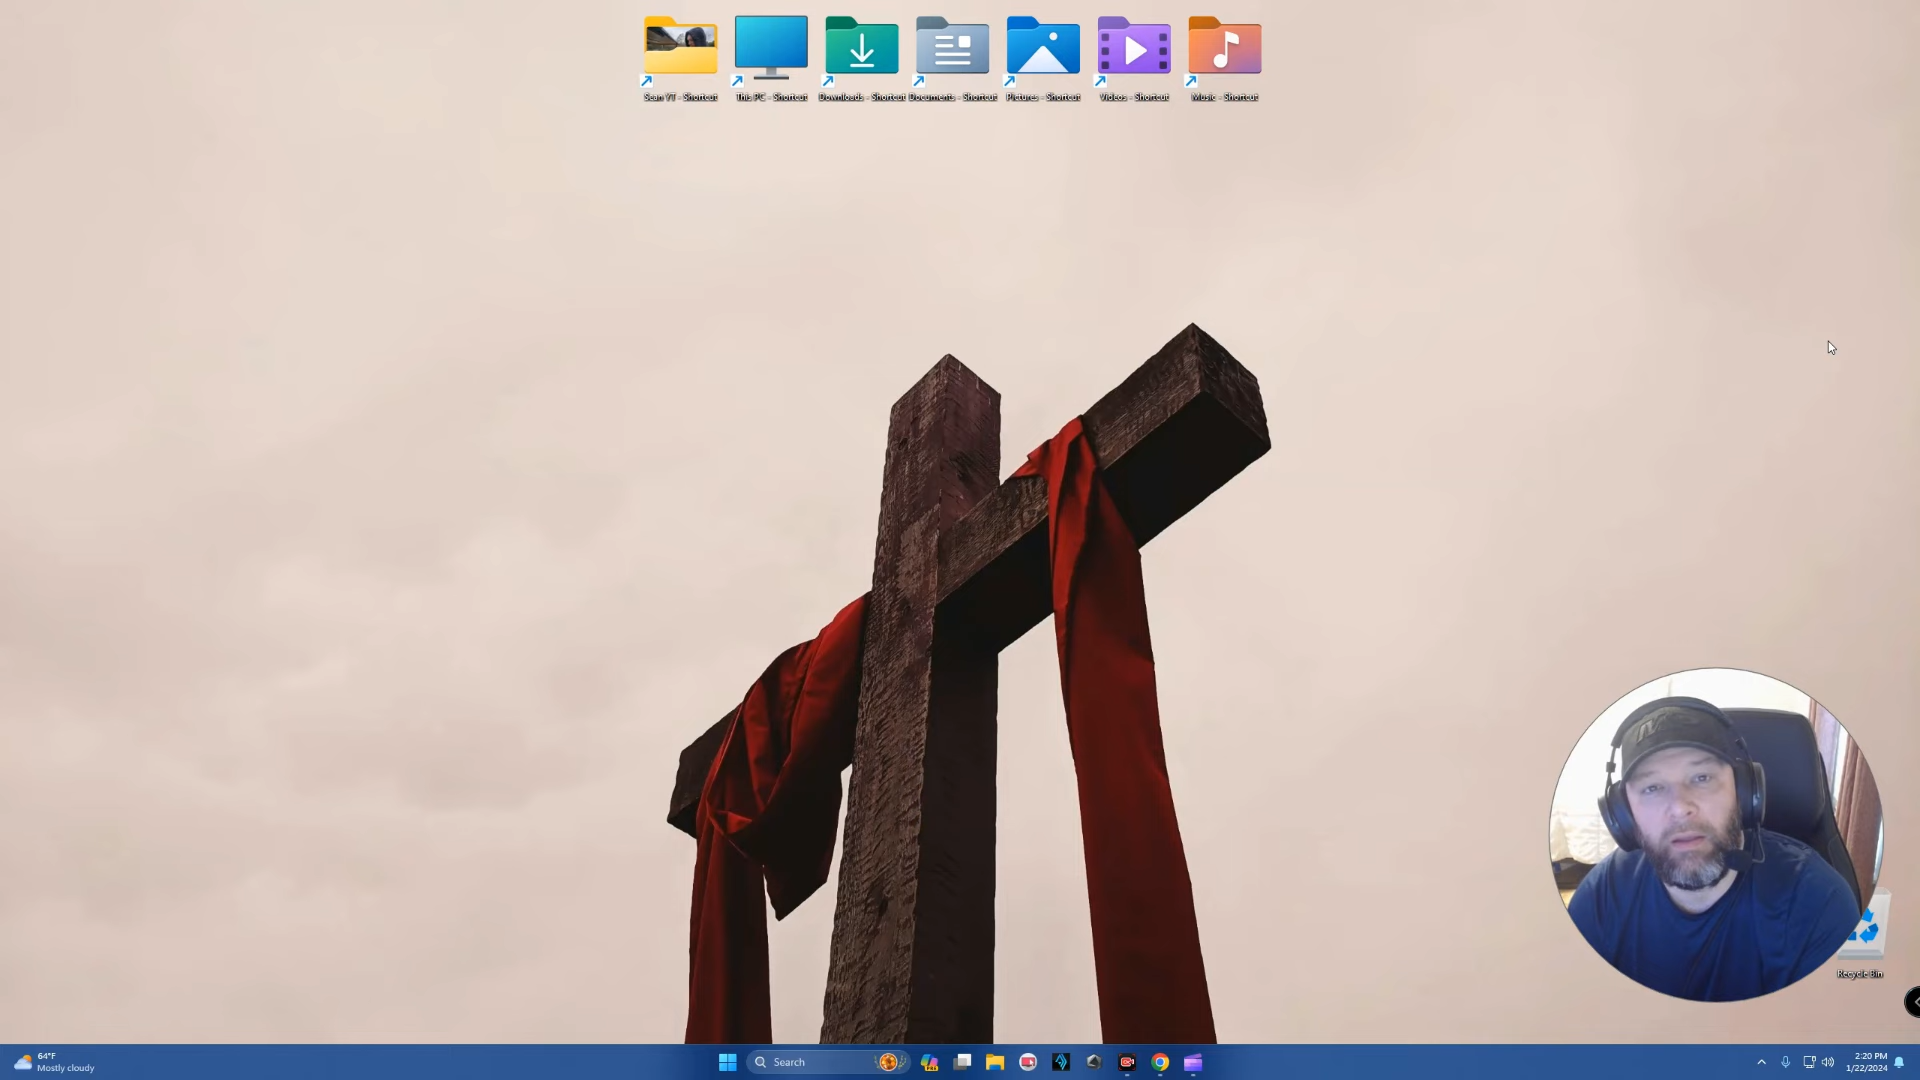 Scan YT - Shortcut
This PC - Shortcut
Downloads - Shortcut
Documents - Shortcut
Pictures - Shortcut
Videos - Shortcut
Music - Shortcut
Recycle Bin
64°F
Mostly cloudy
Search
2:20 PM
1/22/2024